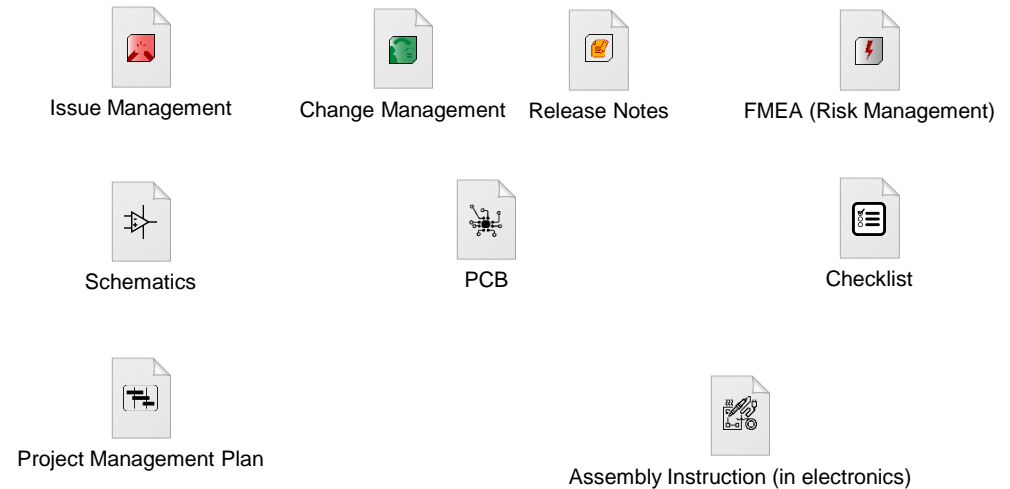 Issue Management
Change Management
Release Notes
FMEA (Risk Management)
Schematics
PCB
Checklist
Project Management Plan
Assembly Instruction (in electronics)